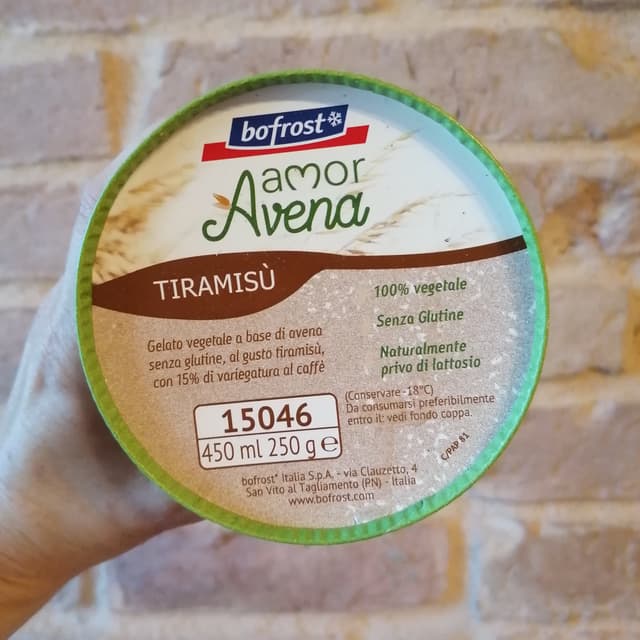 bofrost*
amor
Avena
TIRAMISÙ
100% vegetale
Senza Glutine
Naturalmente
privo di lattosio
Gelato vegetale a base di avena
senza glutine, al gusto tiramisù,
con 15% di variegatura al caffè
15046
450 ml 250 g e
(Conservare -18°C)
Da consumarsi preferibilmente
entro il: vedi fondo coppa.
C/PAP 81
bofrost* Italia S.p.A. - via Clauzetto, 4
San Vito al Tagliamento (PN) - Italia
www.bofrost.com